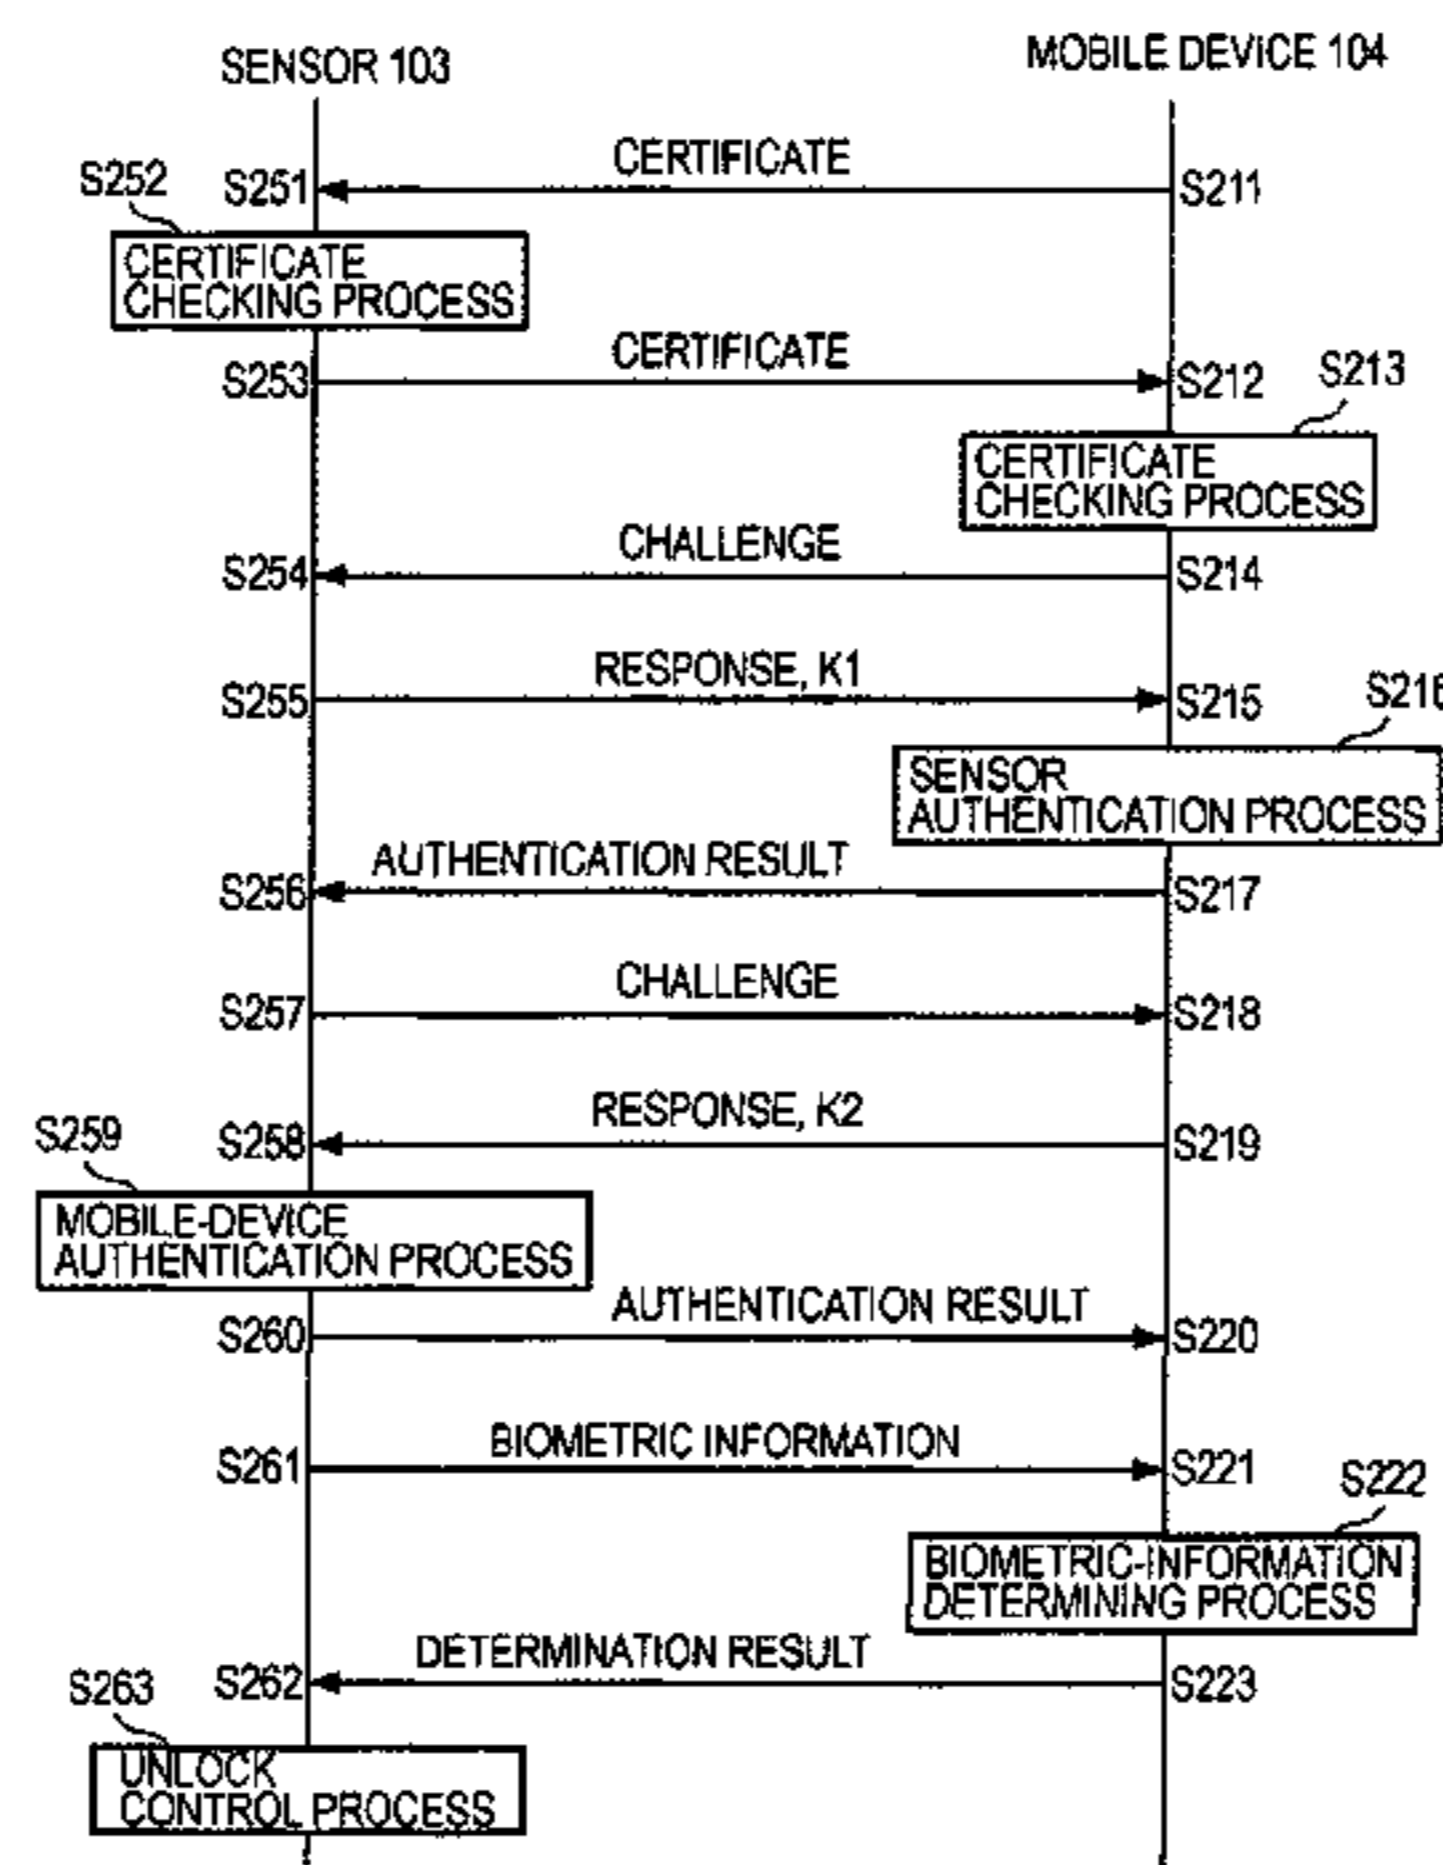 SENSOR 103
MOBILE DEVICE 104
CERTIFICATE
S252
S251
S211
CERTIFICATE
CHECKING PROCESS
CERTIFICATE
S253
S212
S213
CERTIFICATE
CHECKING PROCESS
CHALLENGE
S254
S214
RESPONSE, K1
S255
S215
S216
SENSOR
AUTHENTICATION PROCESS
AUTHENTICATION RESULT
S256
S217
CHALLENGE
S257
S218
RESPONSE, K2
S259
S258
S219
MOBILE-DEVICE
AUTHENTICATION PROCESS
AUTHENTICATION RESULT
S260
S220
BIOMETRIC INFORMATION
S261
S221
S222
BIOMETRIC-INFORMATION
DETERMINING PROCESS
DETERMINATION RESULT
S263
S262
S223
UNLOCK
CONTROL PROCESS